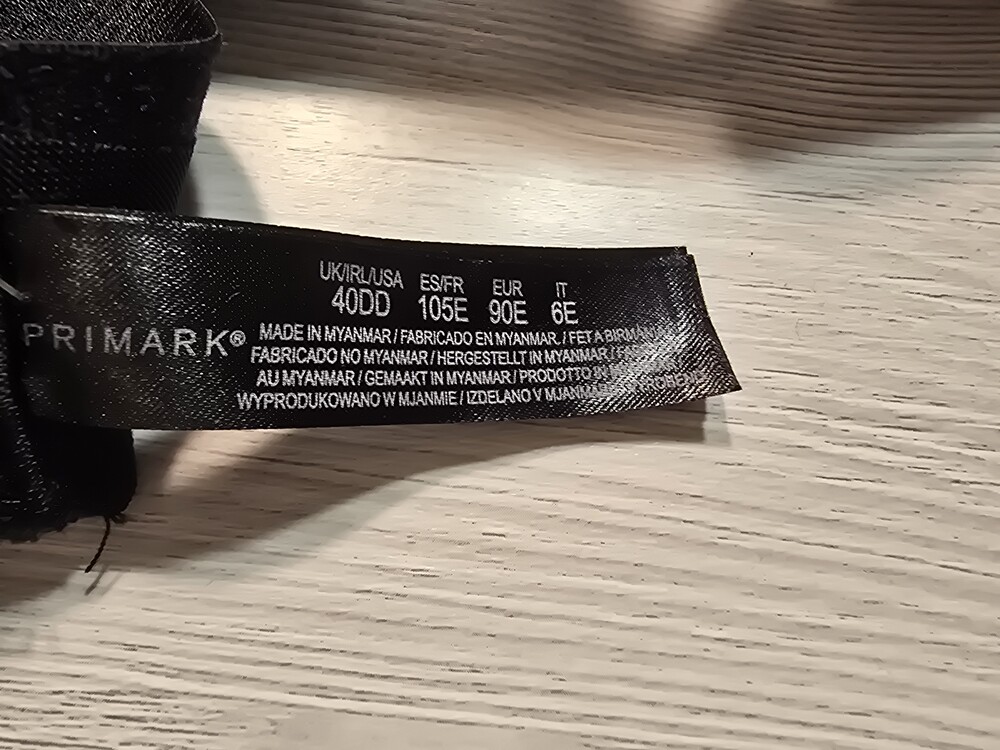 UK/IRL/USA ES/FR EUR IT
40DD 105E 90E 6E
PRIMARK®
MADE IN MYANMAR / FABRICADO EN MYANMAR. / FET A BIRMÀNIA
FABRICADO NO MYANMAR / HERGESTELLT IN MYANMAR /
AU MYANMAR / GEMAAKT IN MYANMAR / PRODOTTO IN
WYPRODUKOWANO W MJANMIE / IZDELANO V